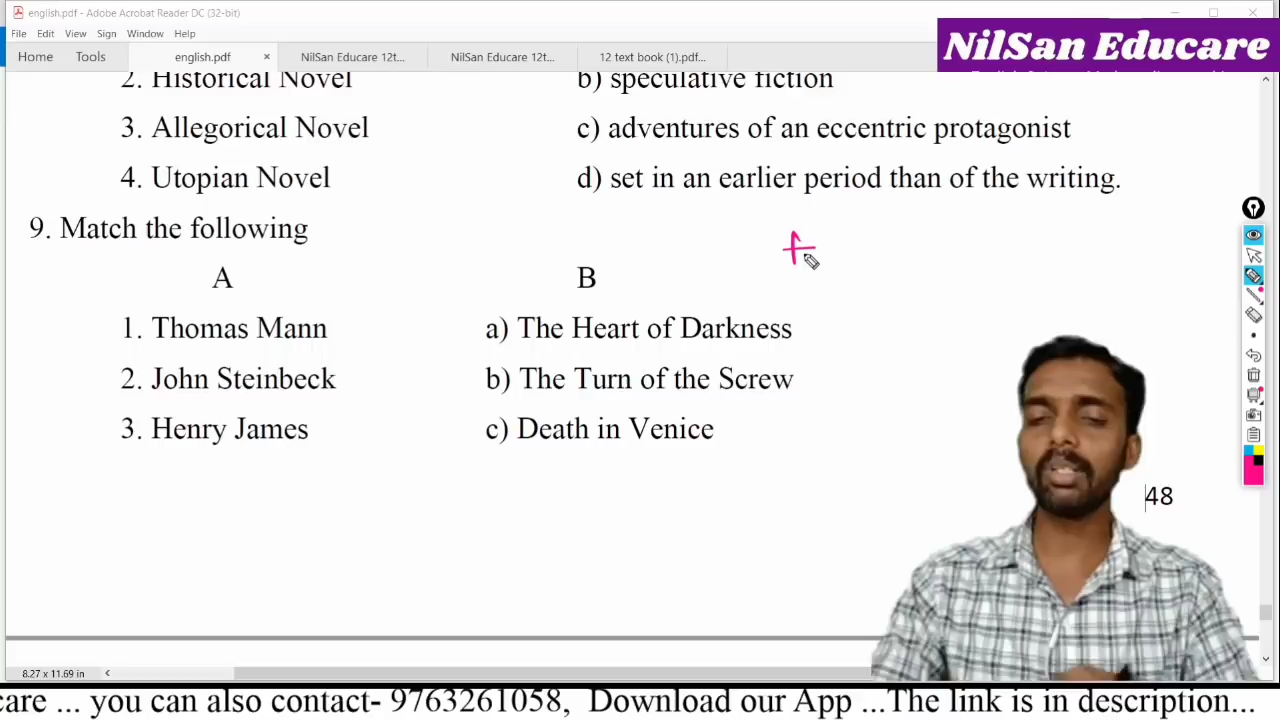 english.pdf - Adobe Acrobat Reader DC (32-bit)
File Edit View Sign Window Help
Home Tools english.pdf × NilSan Educare 12t... NilSan Educare 12t... 12 text book (1).pdf...
NilSan Educare
2. Historical Novel b) speculative fiction
3. Allegorical Novel c) adventures of an eccentric protagonist
4. Utopian Novel d) set in an earlier period than of the writing.
9. Match the following
A B
1. Thomas Mann a) The Heart of Darkness
2. John Steinbeck b) The Turn of the Screw
3. Henry James c) Death in Venice
48
8.27 x 11.69 in
care ... you can also contact- 9763261058, Download our App ...The link is in description...